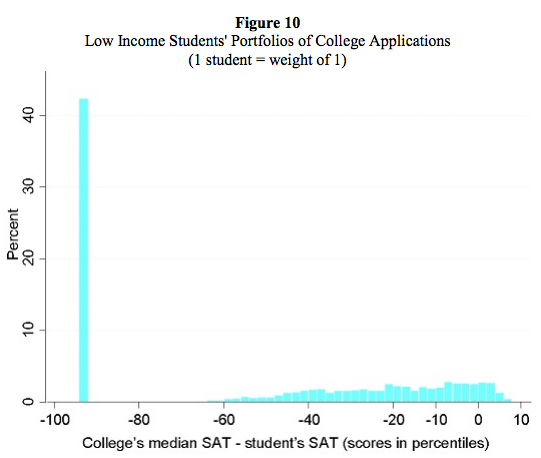 Figure 10
Low Income Students' Portfolios of College Applications
(1 student = weight of 1)
Percent
40
30
20
10
0
-100 -80 -60 -40 -20 -10 0 10
College's median SAT - student's SAT (scores in percentiles)